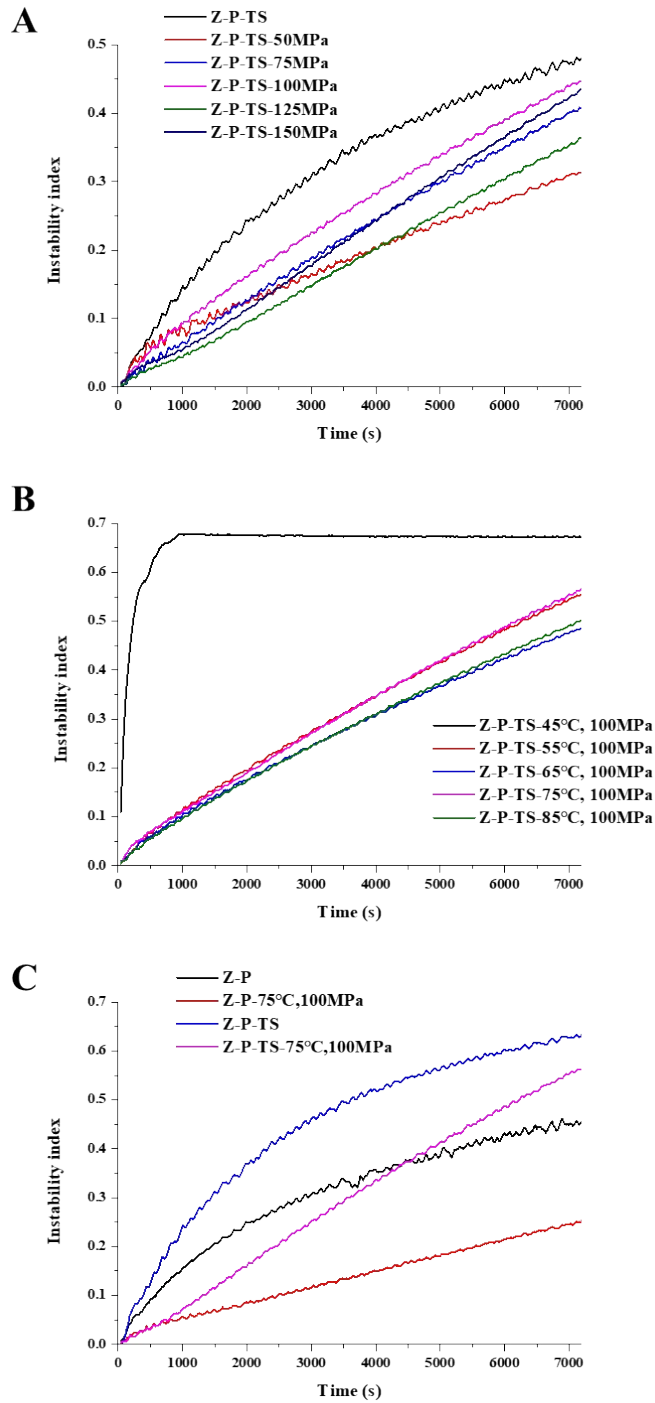 A
Z-P-TS
Z-P-TS-50MPa
Z-P-TS-75MPa
Z-P-TS-100MPa
Z-P-TS-125MPa
Z-P-TS-150MPa
0.5
0.4
0.3
0.2
0.1
0.0
Instability index
0 1000 2000 3000 4000 5000 6000 7000
Time (s)
B
0.7
0.6
0.5
0.4
0.3
0.2
0.1
0.0
Instability index
Z-P-TS-45°C, 100MPa
Z-P-TS-55°C, 100MPa
Z-P-TS-65°C, 100MPa
Z-P-TS-75°C, 100MPa
Z-P-TS-85°C, 100MPa
0 1000 2000 3000 4000 5000 6000 7000
Time (s)
C
Z-P
Z-P-75°C,100MPa
Z-P-TS
Z-P-TS-75°C,100MPa
0.7
0.6
0.5
0.4
0.3
0.2
0.1
0.0
Instability index
0 1000 2000 3000 4000 5000 6000 7000
Time (s)